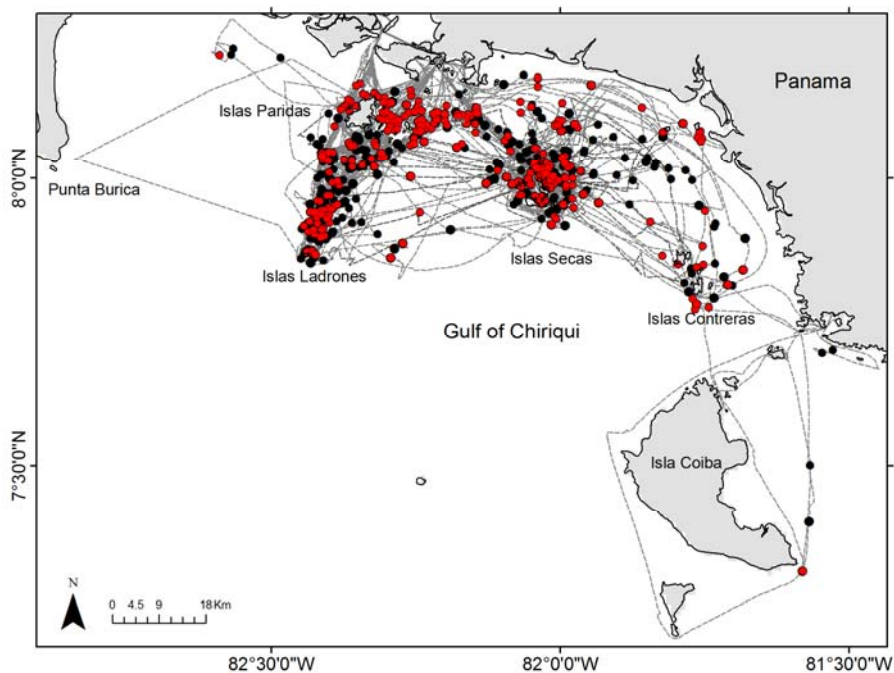 Panama
Islas Paridas
Punta Burica
8°0'0"N
Islas Ladrones
Islas Secas
Islas Contreras
Gulf of Chiriqui
Isla Coiba
7°30'0"N
N
0 4.5 9 18 Km
82°30'0"W 82°0'0"W 81°30'0"W